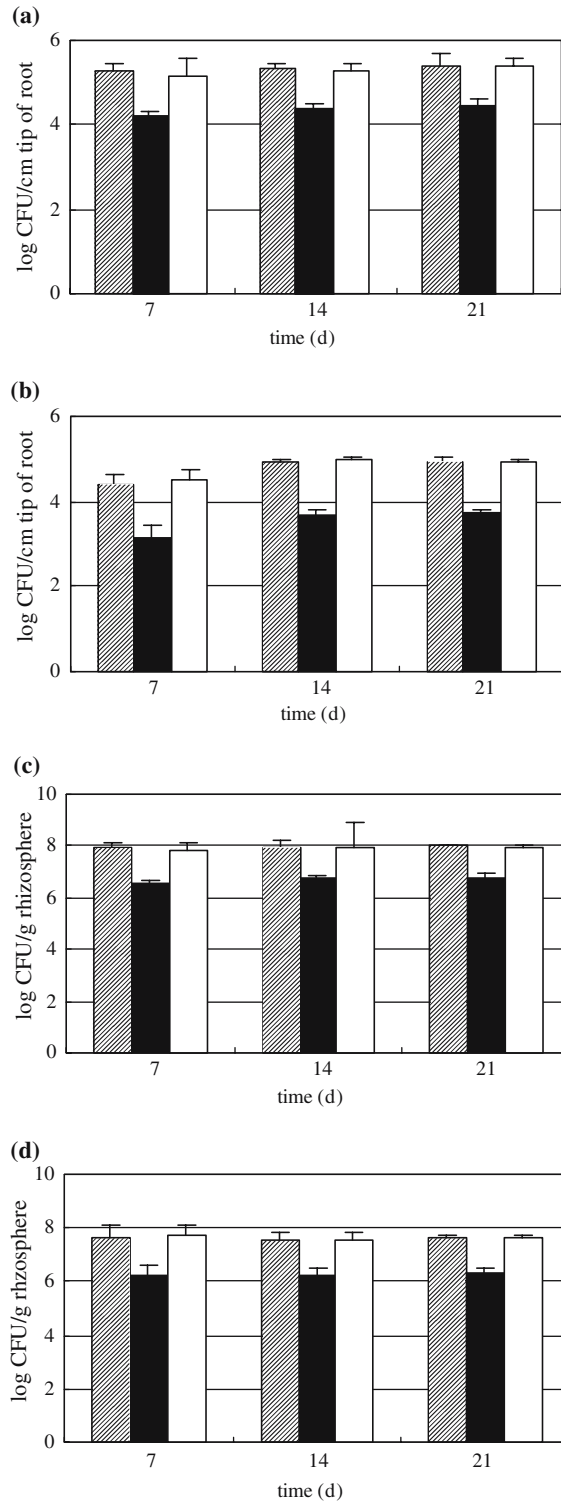 (a)
6
4
2
0
log CFU/cm tip of root
7 14 21
time (d)
(b)
6
4
2
0
log CFU/cm tip of root
7 14 21
time (d)
(c)
10
8
6
4
2
0
log CFU/g rhizosphere
7 14 21
time (d)
(d)
10
8
6
4
2
0
log CFU/g rhzosphere
7 14 21
time (d)